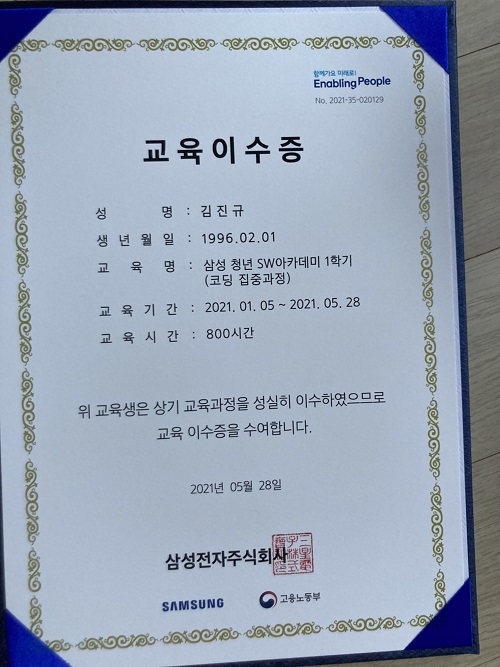 함께가요 미래로!
Enabling People
No. 2021-35-020129
교육이수증
성 명 : 김진규
생 년 월 일 : 1996.02.01
교 육 명 : 삼성 청년 SW아카데미 1학기
(코딩 집중과정)
교 육 기 간 : 2021. 01. 05 ~ 2021. 05. 28
교 육 시 간 : 800시간
위 교육생은 상기 교육과정을 성실히 이수하였으므로
교육 이수증을 수여합니다.
2021년 05월 28일
삼성전자주식회사
SAMSUNG 고용노동부